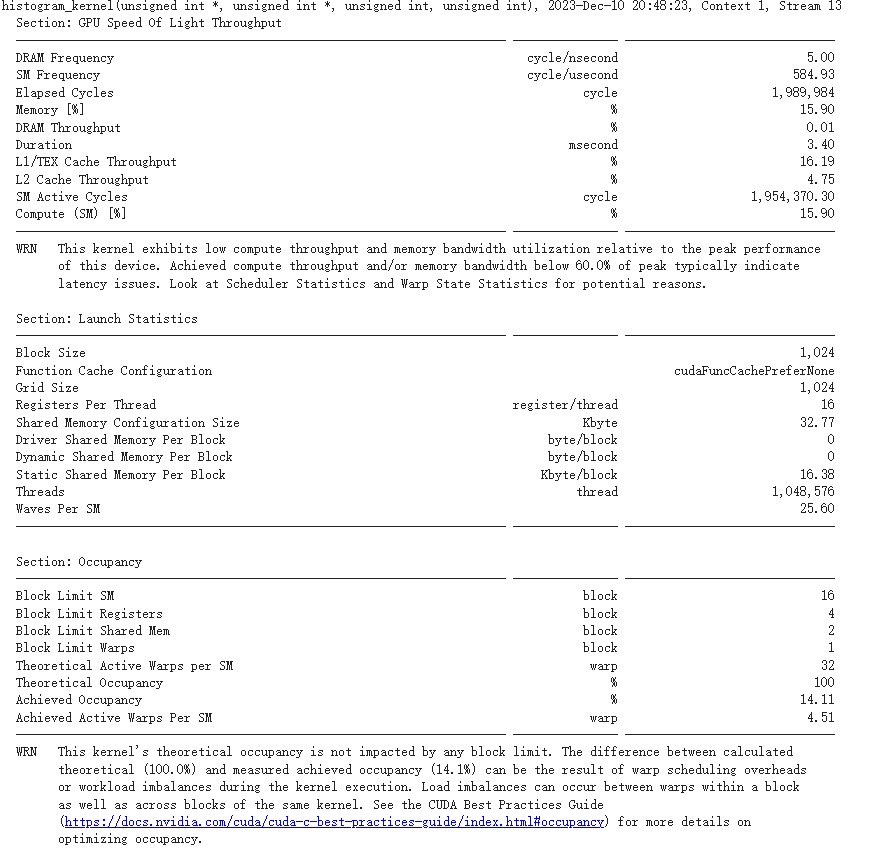 histogram_kernel(unsigned int *, unsigned int *, unsigned int, unsigned int), 2023-Dec-10 20:48:23, Context 1, Stream 13
Section: GPU Speed Of Light Throughput
DRAM Frequency cycle/nsecond 5.00
SM Frequency cycle/usecond 584.93
Elapsed Cycles cycle 1,989,984
Memory [%] % 15.90
DRAM Throughput % 0.01
Duration msecond 3.40
L1/TEX Cache Throughput % 16.19
L2 Cache Throughput % 4.75
SM Active Cycles cycle 1,954,370.30
Compute (SM) [%] % 15.90
WRN This kernel exhibits low compute throughput and memory bandwidth utilization relative to the peak performance
of this device. Achieved compute throughput and/or memory bandwidth below 60.0% of peak typically indicate
latency issues. Look at Scheduler Statistics and Warp State Statistics for potential reasons.
Section: Launch Statistics
Block Size 1,024
Function Cache Configuration cudaFuncCachePreferNone
Grid Size 1,024
Registers Per Thread register/thread 16
Shared Memory Configuration Size Kbyte 32.77
Driver Shared Memory Per Block byte/block 0
Dynamic Shared Memory Per Block byte/block 0
Static Shared Memory Per Block Kbyte/block 16.38
Threads thread 1,048,576
Waves Per SM 25.60
Section: Occupancy
Block Limit SM block 16
Block Limit Registers block 4
Block Limit Shared Mem block 2
Block Limit Warps block 1
Theoretical Active Warps per SM warp 32
Theoretical Occupancy % 100
Achieved Occupancy % 14.11
Achieved Active Warps Per SM warp 4.51
WRN This kernel's theoretical occupancy is not impacted by any block limit. The difference between calculated
theoretical (100.0%) and measured achieved occupancy (14.1%) can be the result of warp scheduling overheads
or workload imbalances during the kernel execution. Load imbalances can occur between warps within a block
as well as across blocks of the same kernel. See the CUDA Best Practices Guide
(https://docs.nvidia.com/cuda/cuda-c-best-practices-guide/index.html#occupancy) for more details on
optimizing occupancy.